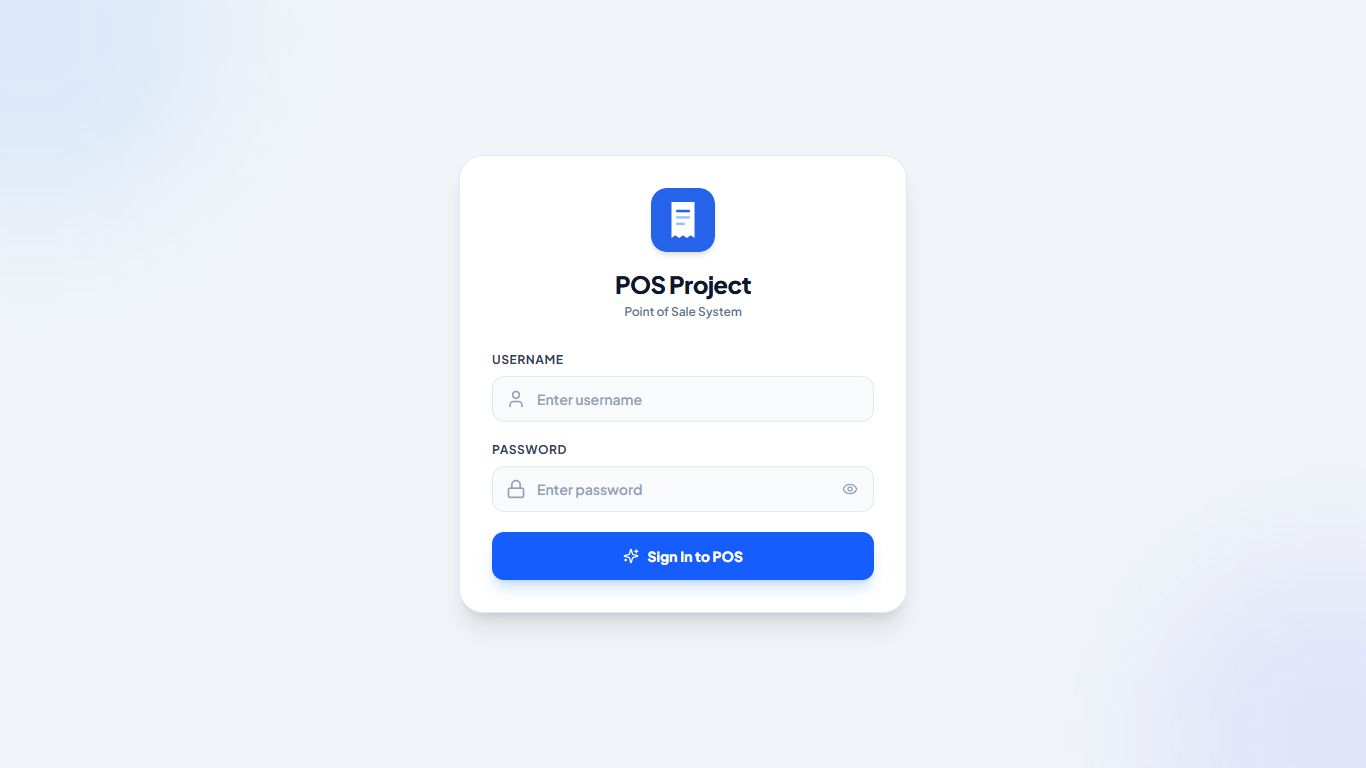 POS Project
Point of Sale System
USERNAME
Enter username
PASSWORD
Enter password
Sign In to POS